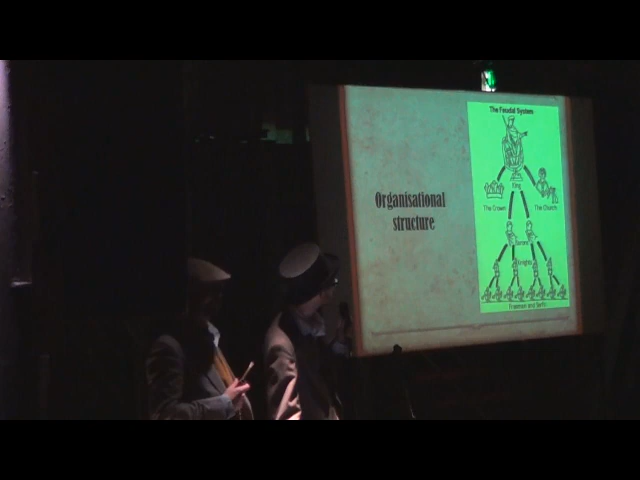 Organisational
structure
The Feudal System
King
The Crown
The Church
Barons
Knights
Freemen and Serfs